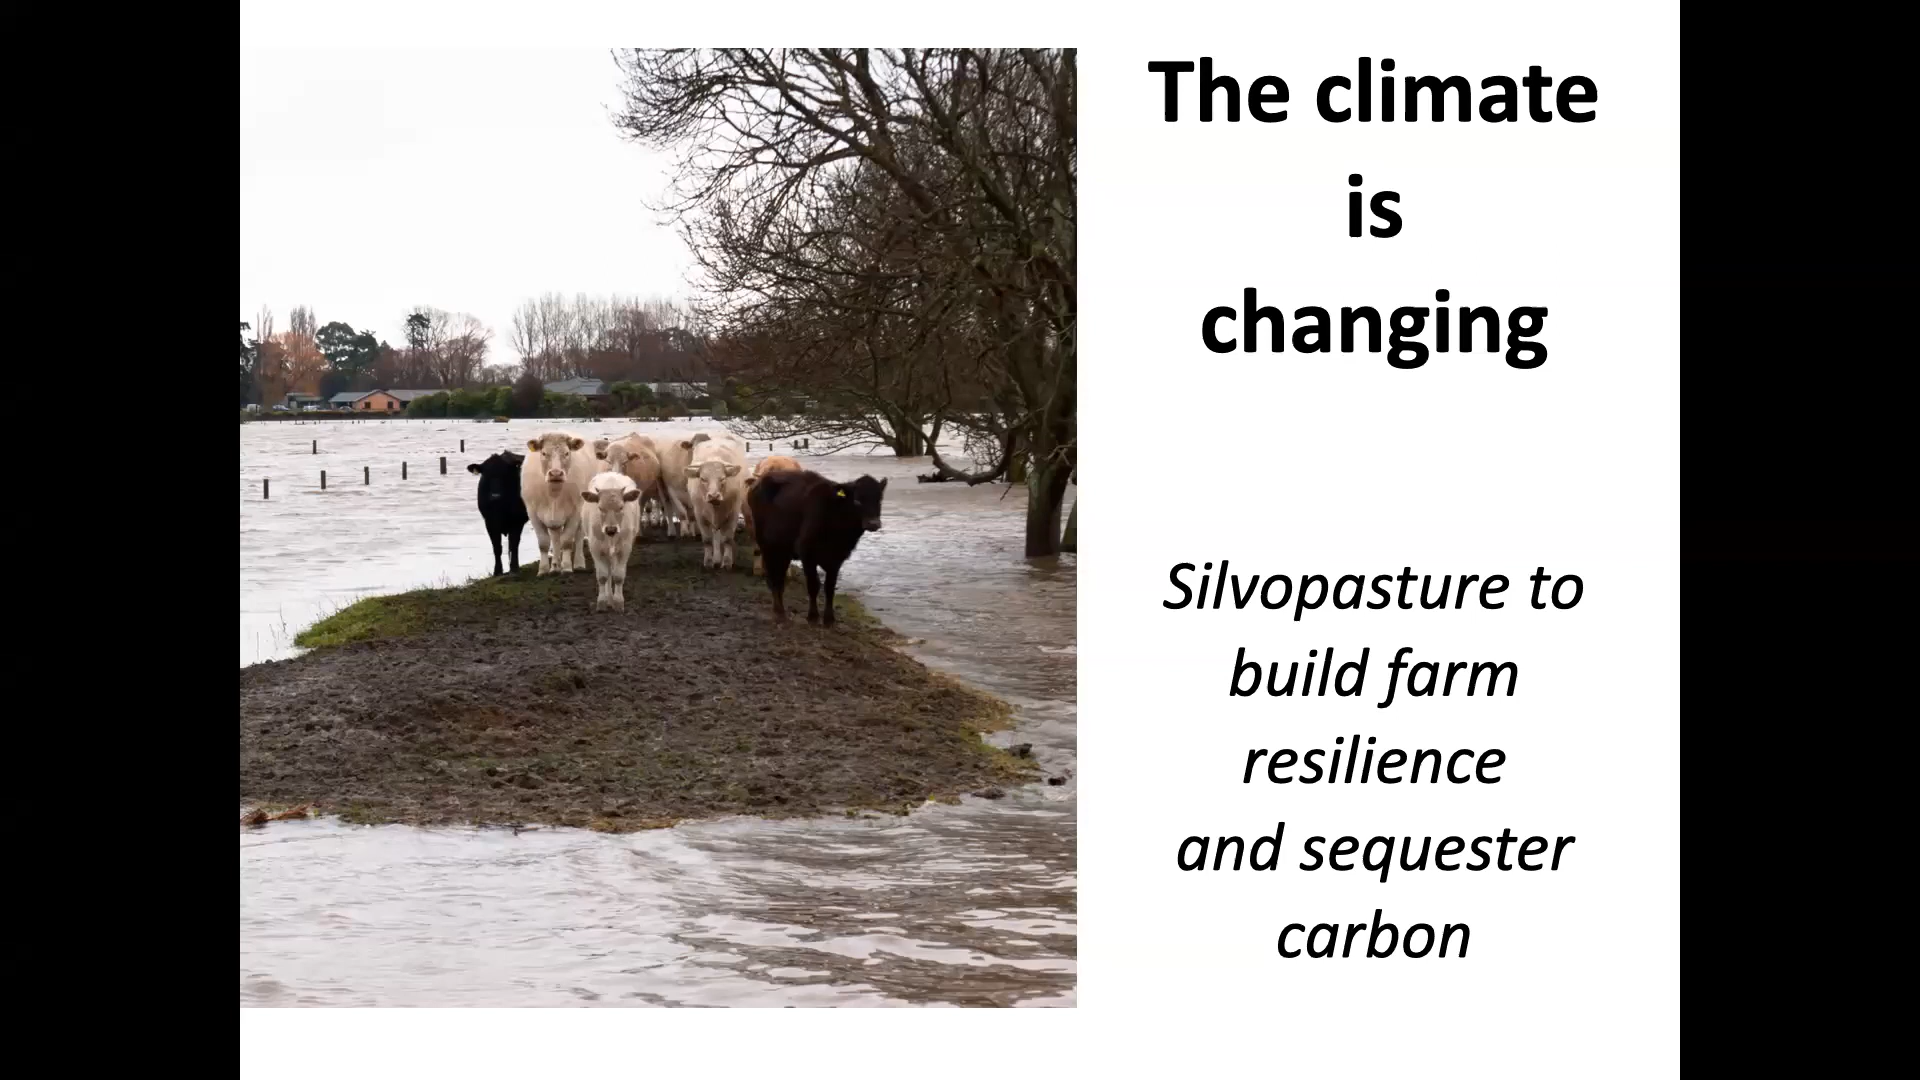 The climate
is
changing
Silvopasture to
build farm
resilience
and sequester
carbon